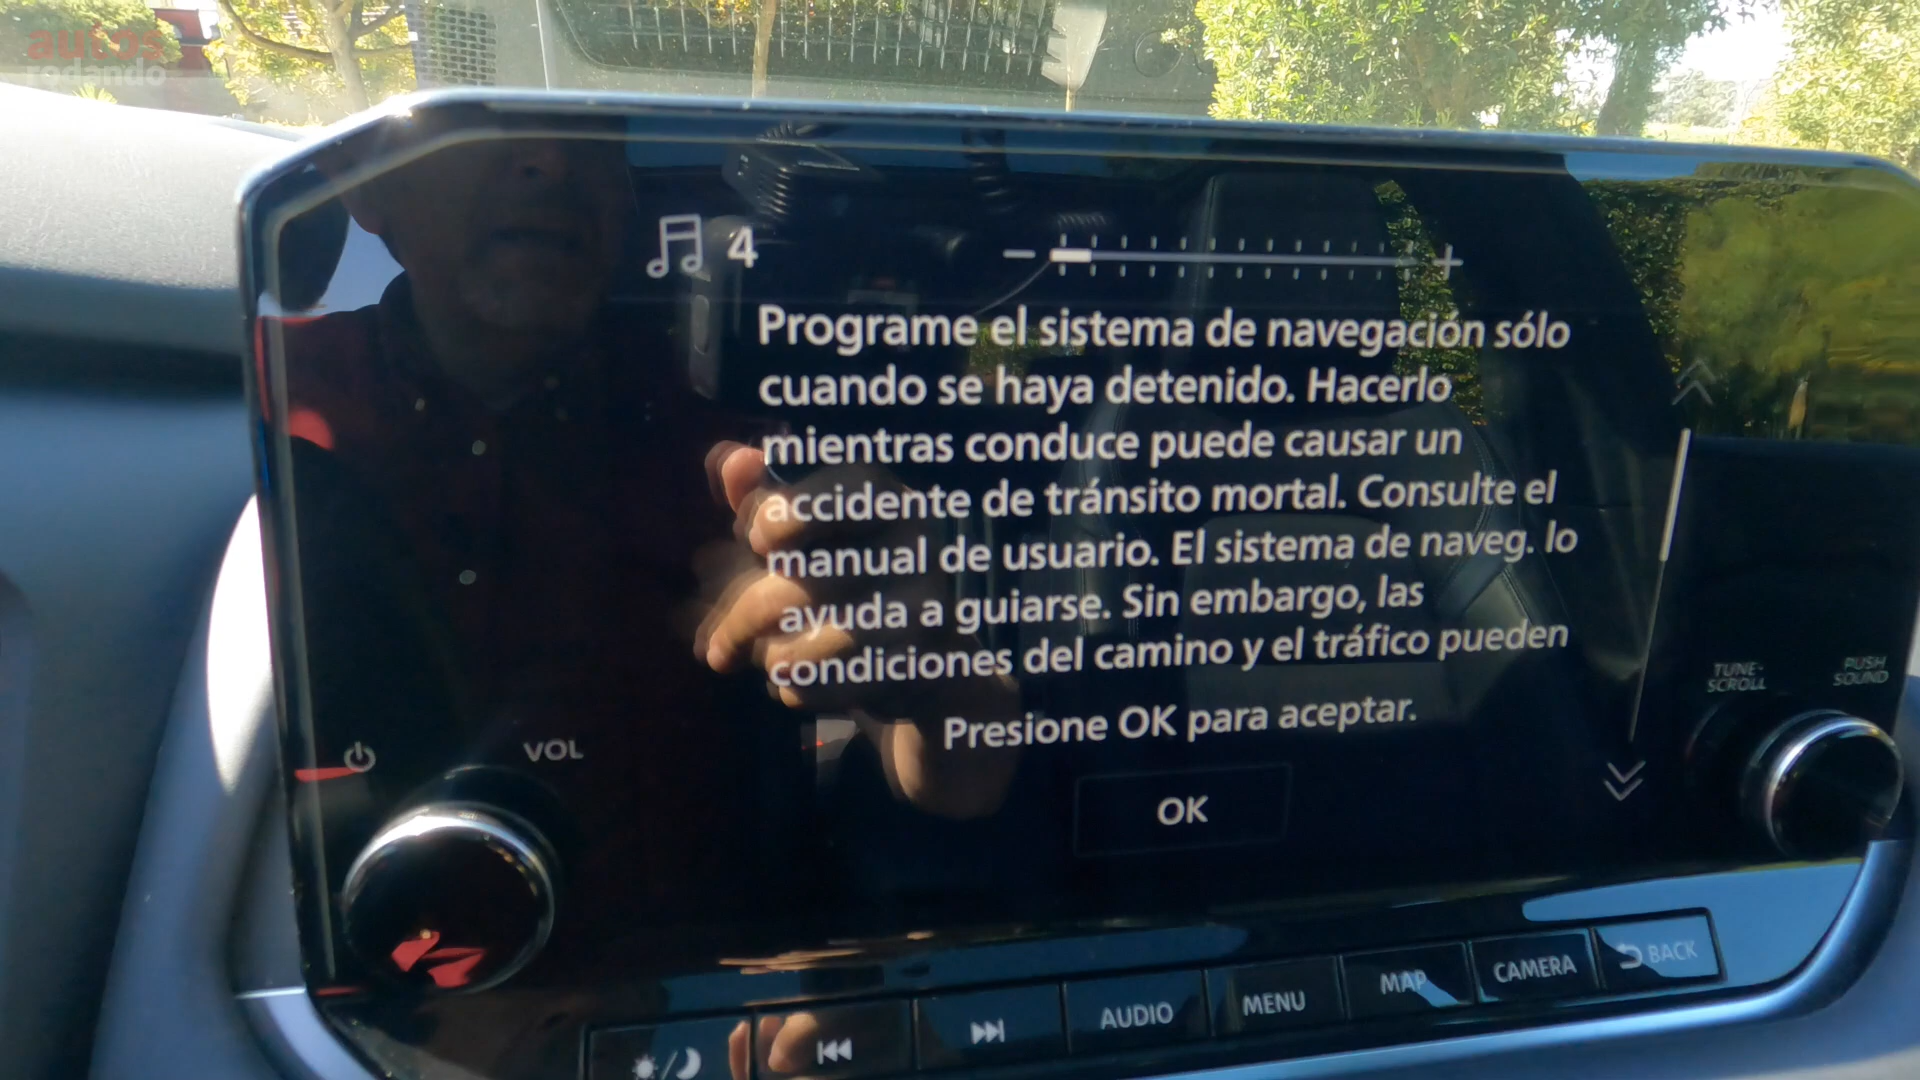 autos
rodando
4
Programe el sistema de navegación sólo
cuando se haya detenido. Hacerlo
mientras conduce puede causar un
accidente de tránsito mortal. Consulte el
manual de usuario. El sistema de naveg. lo
ayuda a guiarse. Sin embargo, las
condiciones del camino y el tráfico pueden
Presione OK para aceptar.
OK
VOL
TUNE-
SCROLL
PUSH
SOUND
AUDIO
MENU
MAP
CAMERA
BACK